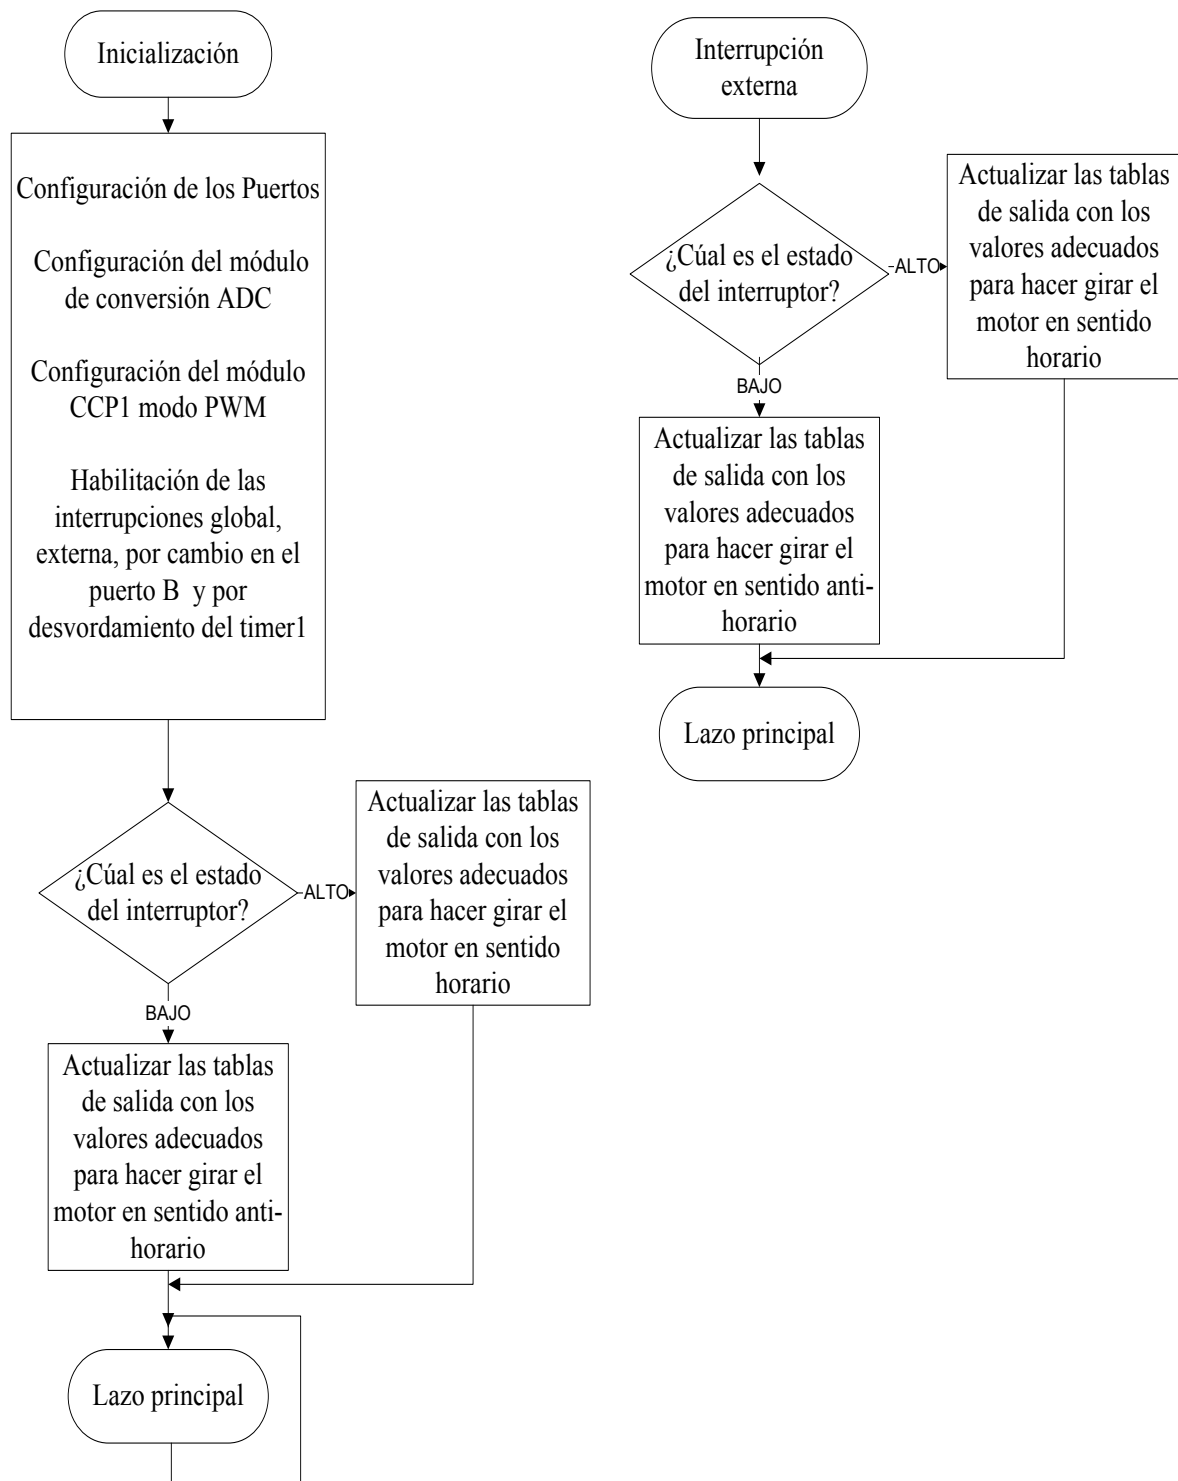 Inicialización
Configuración de los Puertos
Configuración del módulo
de conversión ADC
Configuración del módulo
CCP1 modo PWM
Habilitación de las
interrupciones global,
externa, por cambio en el
puerto B y por
desvordamiento del timer1
¿Cúal es el estado
del interruptor?
ALTO
Actualizar las tablas
de salida con los
valores adecuados
para hacer girar el
motor en sentido
horario
BAJO
Actualizar las tablas
de salida con los
valores adecuados
para hacer girar el
motor en sentido anti-
horario
Lazo principal
Interrupción
externa
¿Cúal es el estado
del interruptor?
ALTO
Actualizar las tablas
de salida con los
valores adecuados
para hacer girar el
motor en sentido
horario
BAJO
Actualizar las tablas
de salida con los
valores adecuados
para hacer girar el
motor en sentido anti-
horario
Lazo principal